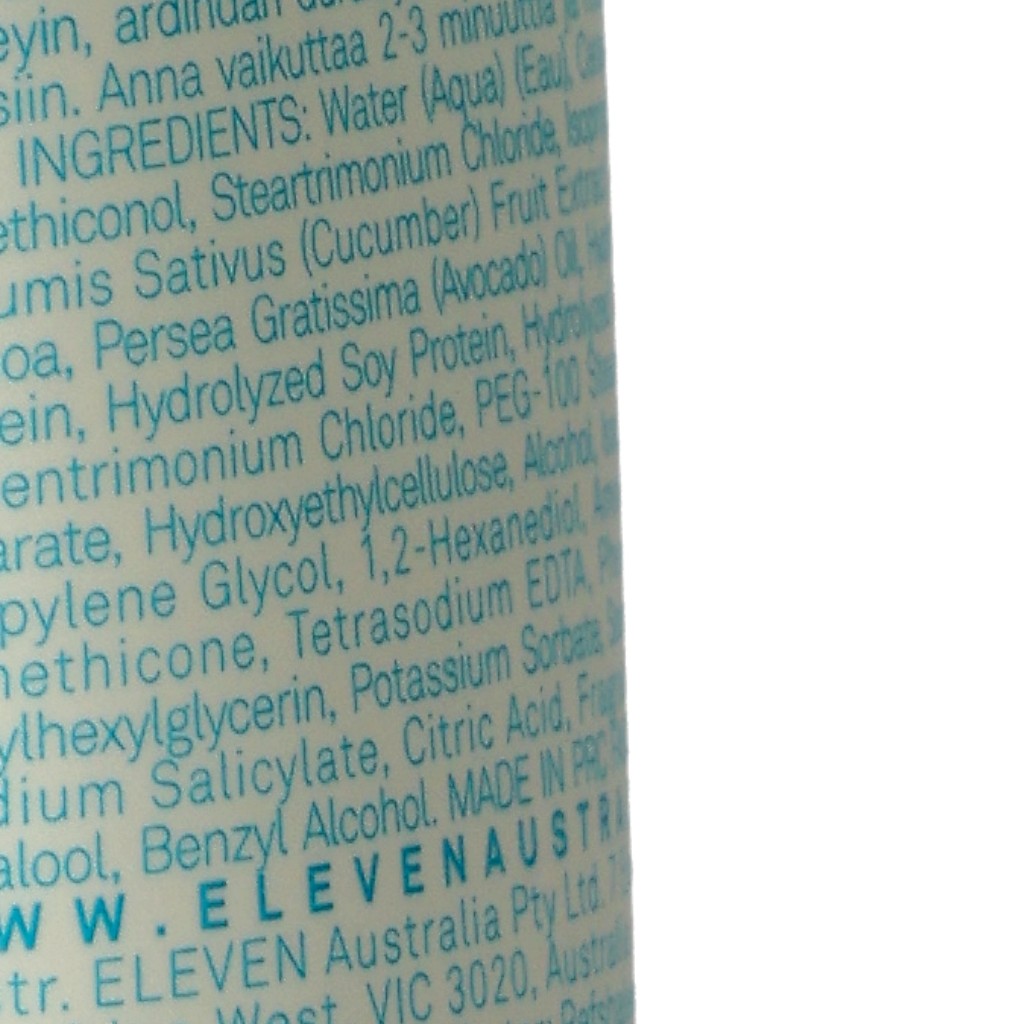 eyin, ardından
siin. Anna vaikuttaa 2-3 minuuttia
INGREDIENTS: Water (Aqua) (Eau),
ethiconol, Steartrimonium Chloride,
umis Sativus (Cucumber) Fruit
oa, Persea Gratissima (Avocado) Oil,
ein, Hydrolyzed Soy Protein,
entrimonium Chloride, PEG-100
arate, Hydroxyethylcellulose, Alcohol,
pylene Glycol, 1,2-Hexanediol,
ethicone, Tetrasodium EDTA,
ylhexylglycerin, Potassium Sorbate,
dium Salicylate, Citric Acid,
alool, Benzyl Alcohol. MADE IN PRC
WW.ELEVENAUSTR
tr. ELEVEN Australia Pty Ltd.
West, VIC 3020,